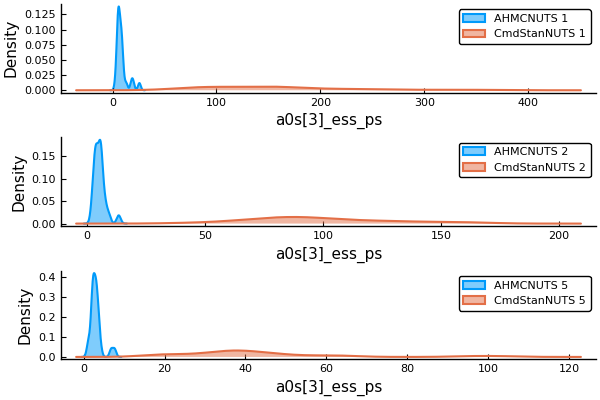 Density
0.125
0.100
0.075
0.050
0.025
0.000
AHMCNUTS 1
CmdStanNUTS 1
0 100 200 300 400
a0s[3]_ess_ps
Density
0.15
0.10
0.05
0.00
AHMCNUTS 2
CmdStanNUTS 2
0 50 100 150 200
a0s[3]_ess_ps
Density
0.4
0.3
0.2
0.1
0.0
AHMCNUTS 5
CmdStanNUTS 5
0 20 40 60 80 100 120
a0s[3]_ess_ps